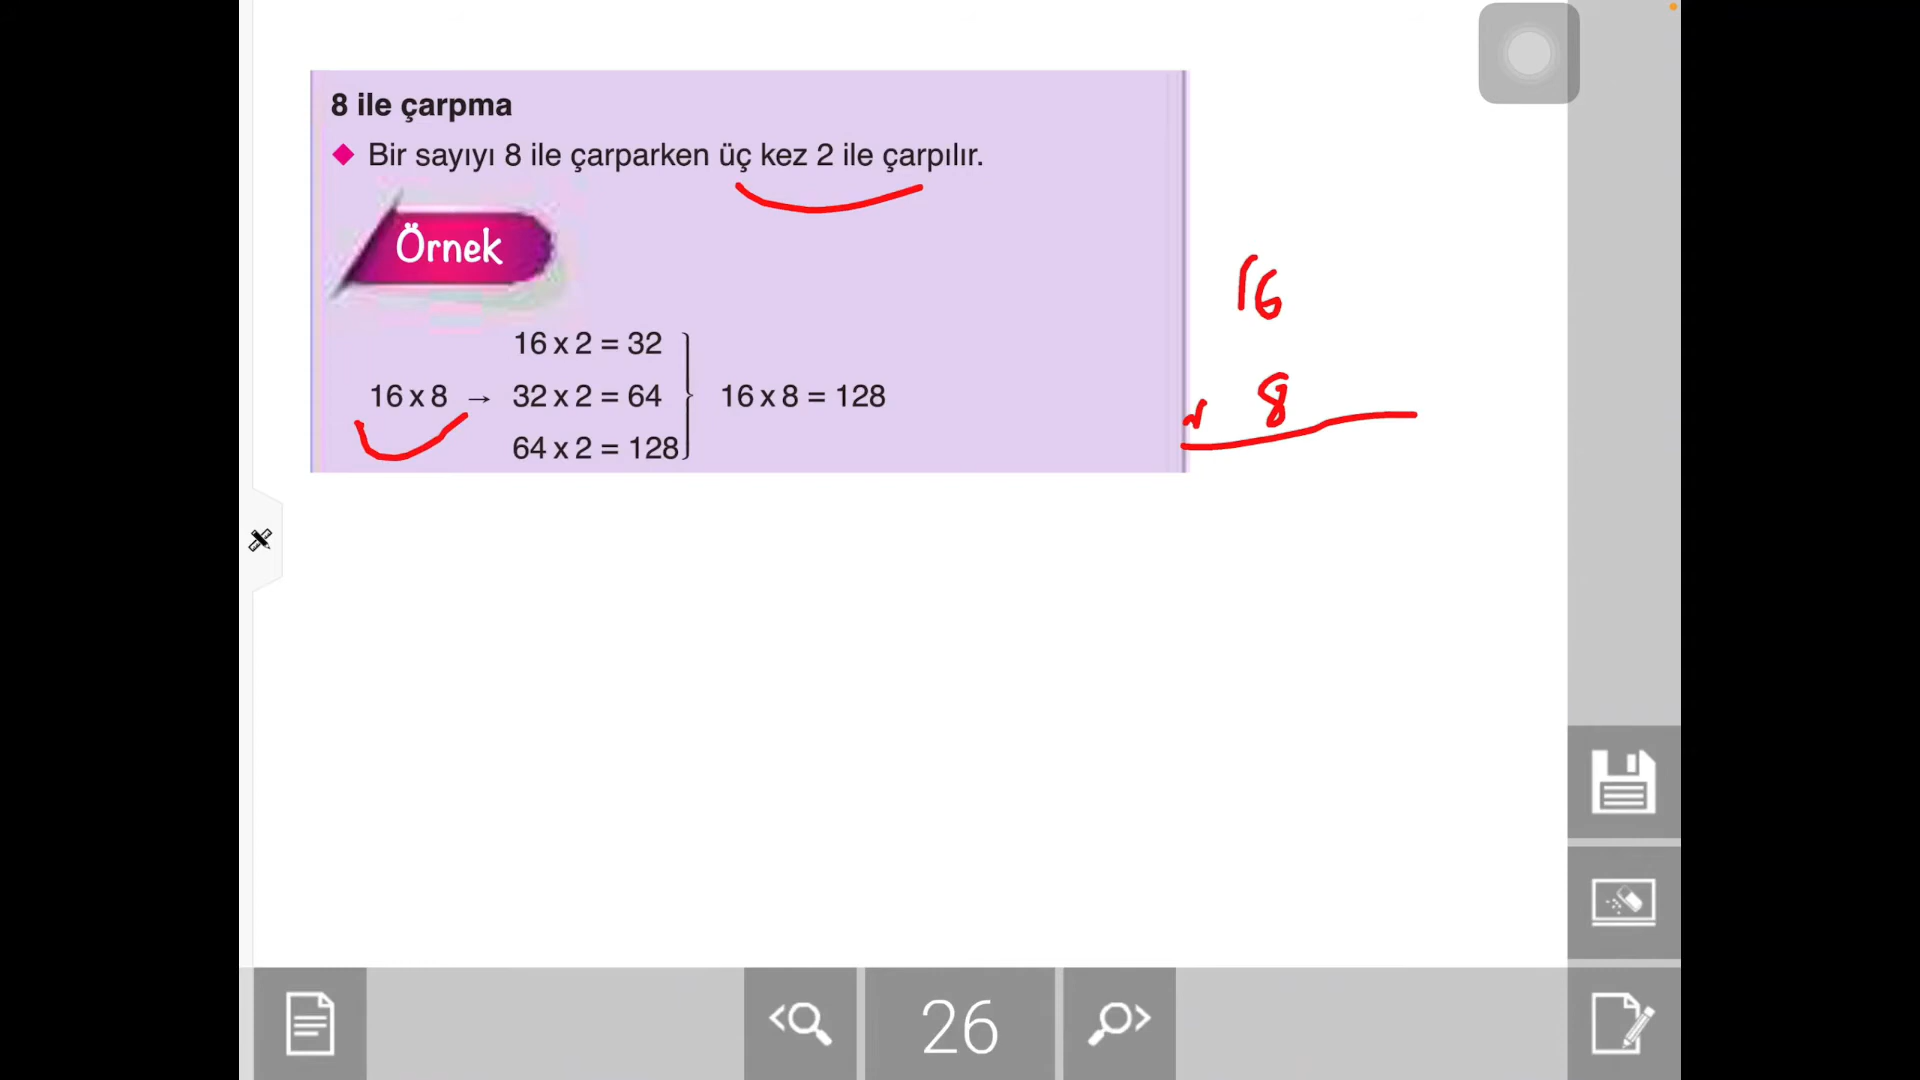 8 ile çarpma
◆ Bir sayıyı 8 ile çarparken üç kez 2 ile çarpılır.
Örnek
16 x 2 = 32
16 x 8 → 32 x 2 = 64
64 x 2 = 128
16 x 8 = 128
16
x 8
26